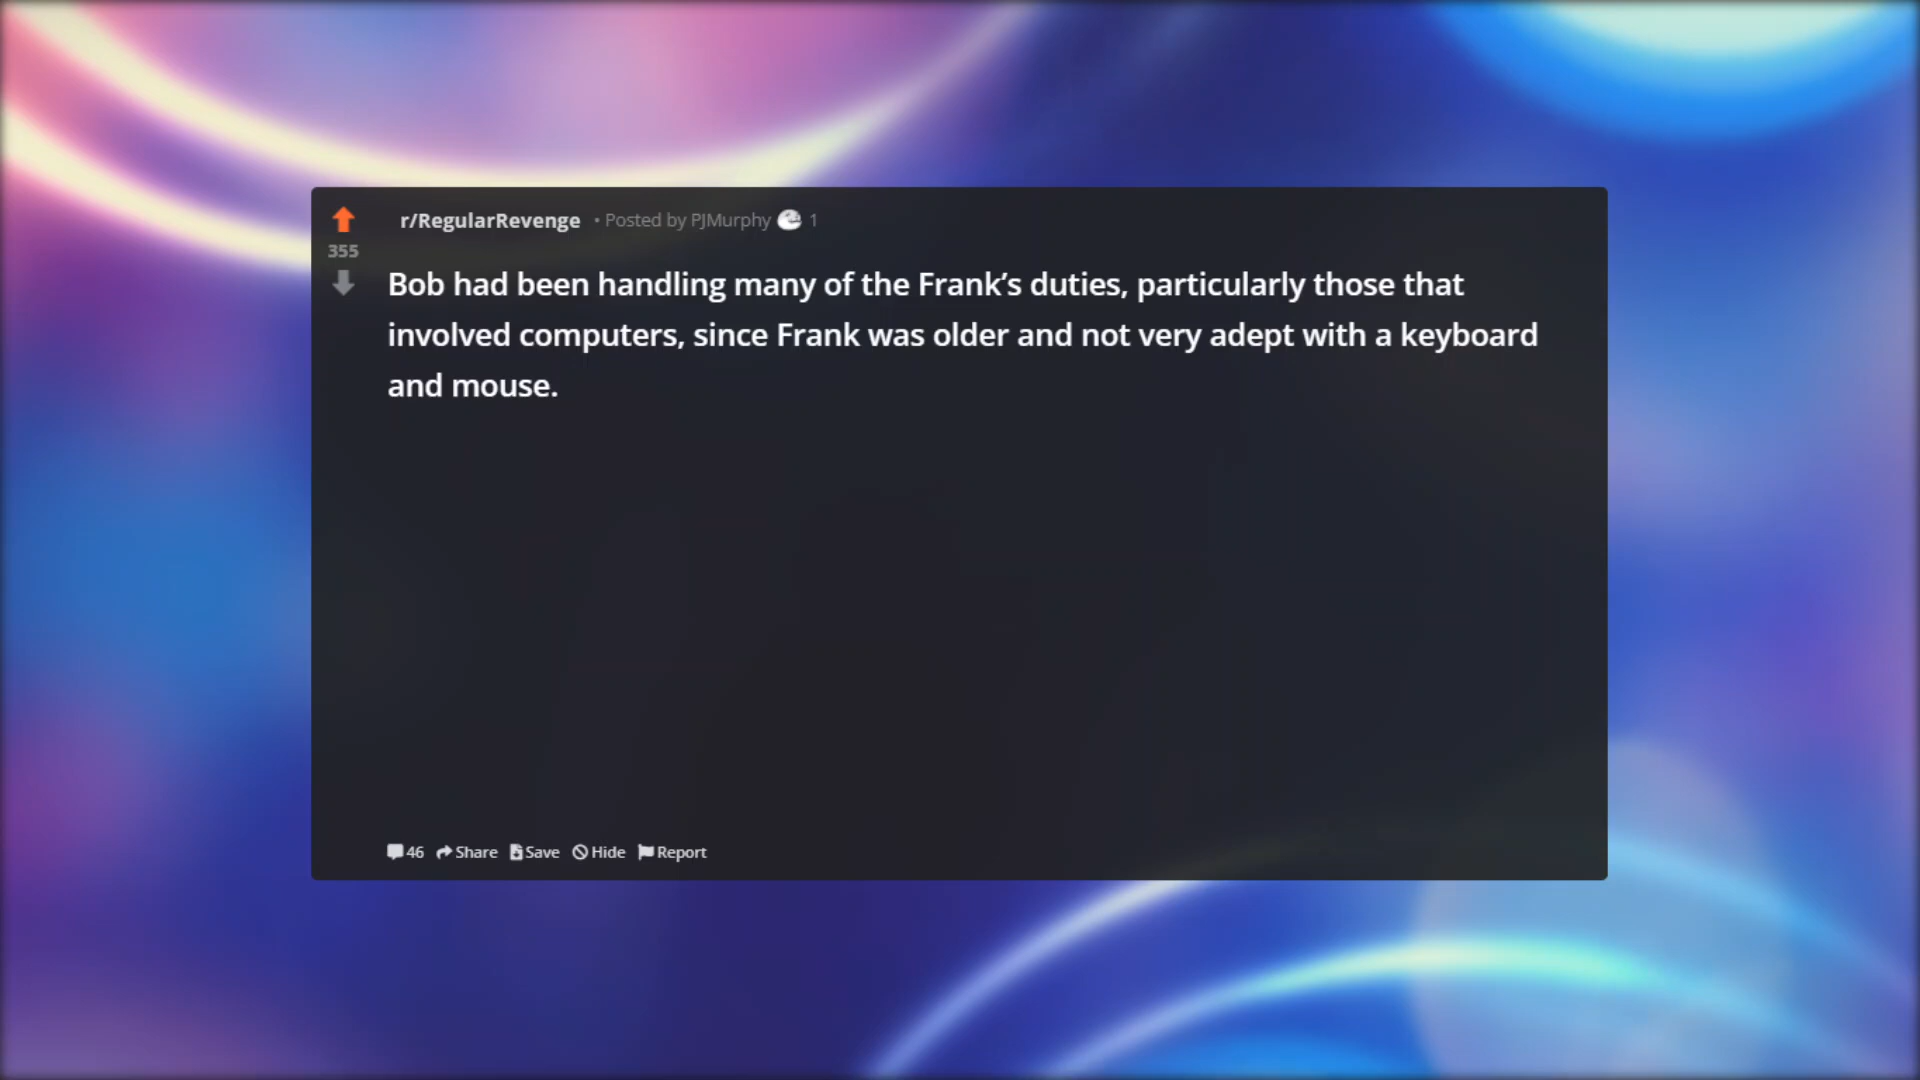 r/RegularRevenge • Posted by PJMurphy 1
355
Bob had been handling many of the Frank’s duties, particularly those that
involved computers, since Frank was older and not very adept with a keyboard
and mouse.
46 Share Save Hide Report